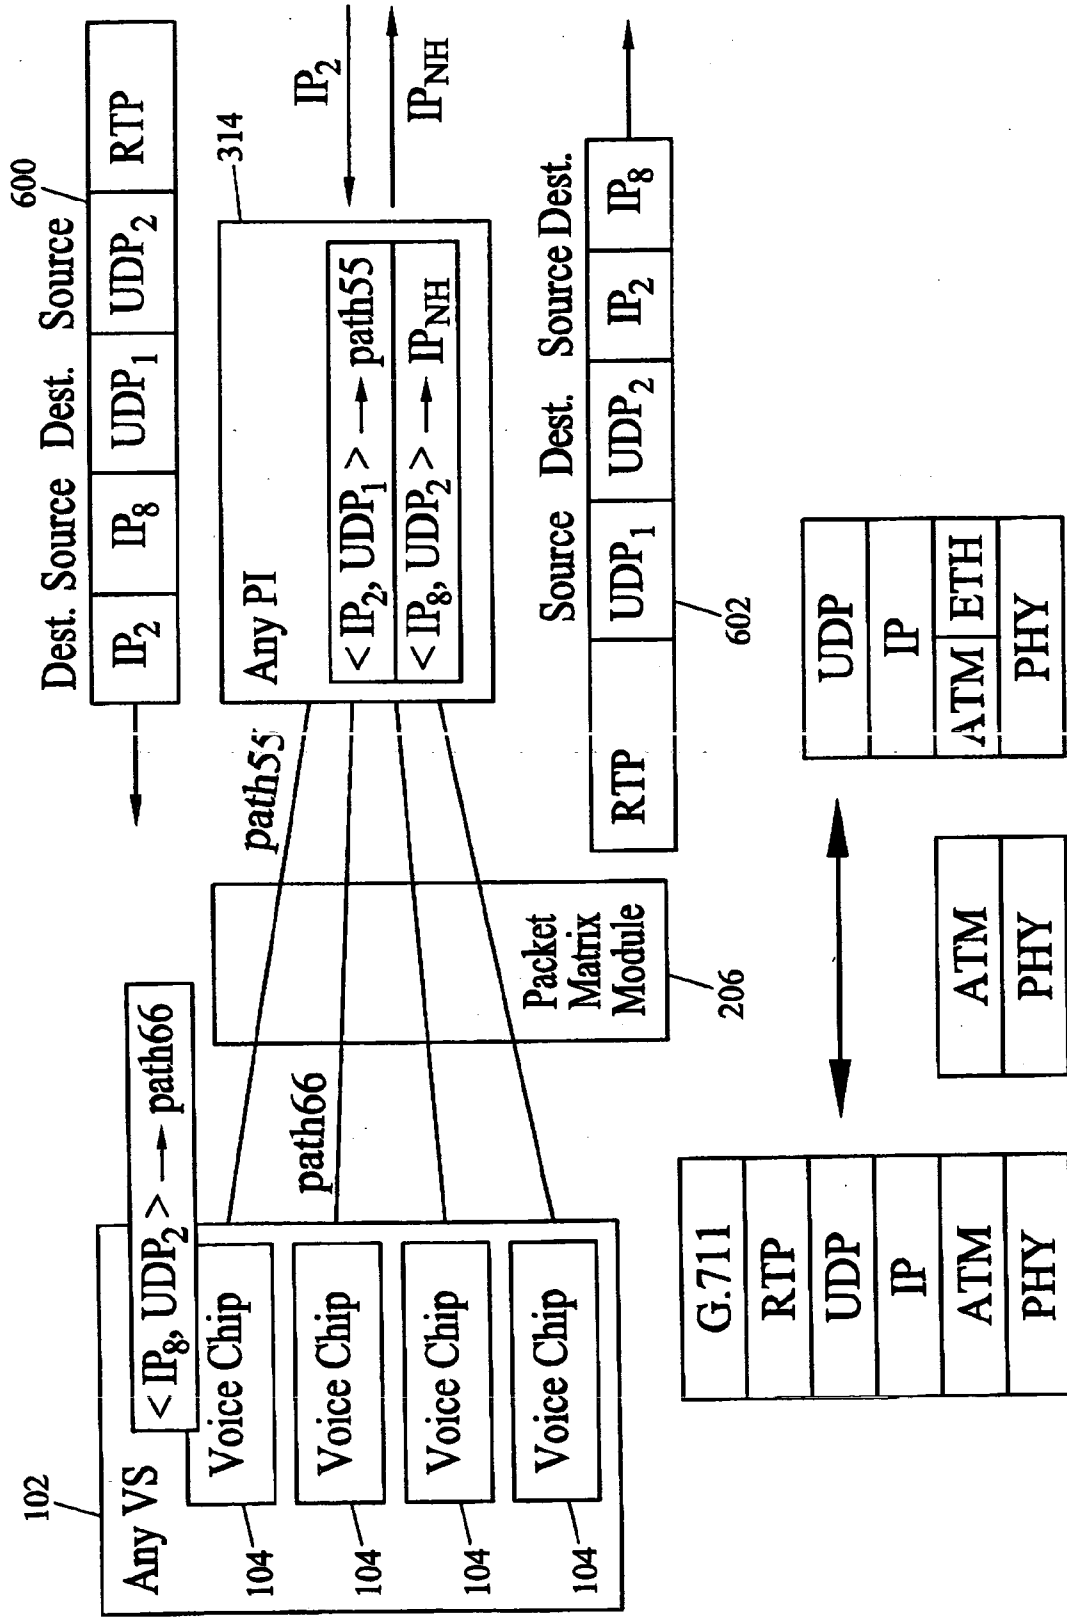 Dest. Source Dest. Source
600
IP2 IP8 UDP1 UDP2 RTP
102
Any VS
<IP8, UDP2> → path66
Voice Chip
104
Voice Chip
104
Voice Chip
104
Voice Chip
104
path55
path66
Packet
Matrix
Module
206
314
Any PI
<IP2, UDP1> → path55
<IP8, UDP2> → IPNH
IP2
IPNH
Source Dest. Source Dest.
RTP UDP1 UDP2 IP2 IP8
602
G.711
RTP
UDP
IP
ATM
PHY
ATM
PHY
UDP
IP
ATM ETH
PHY